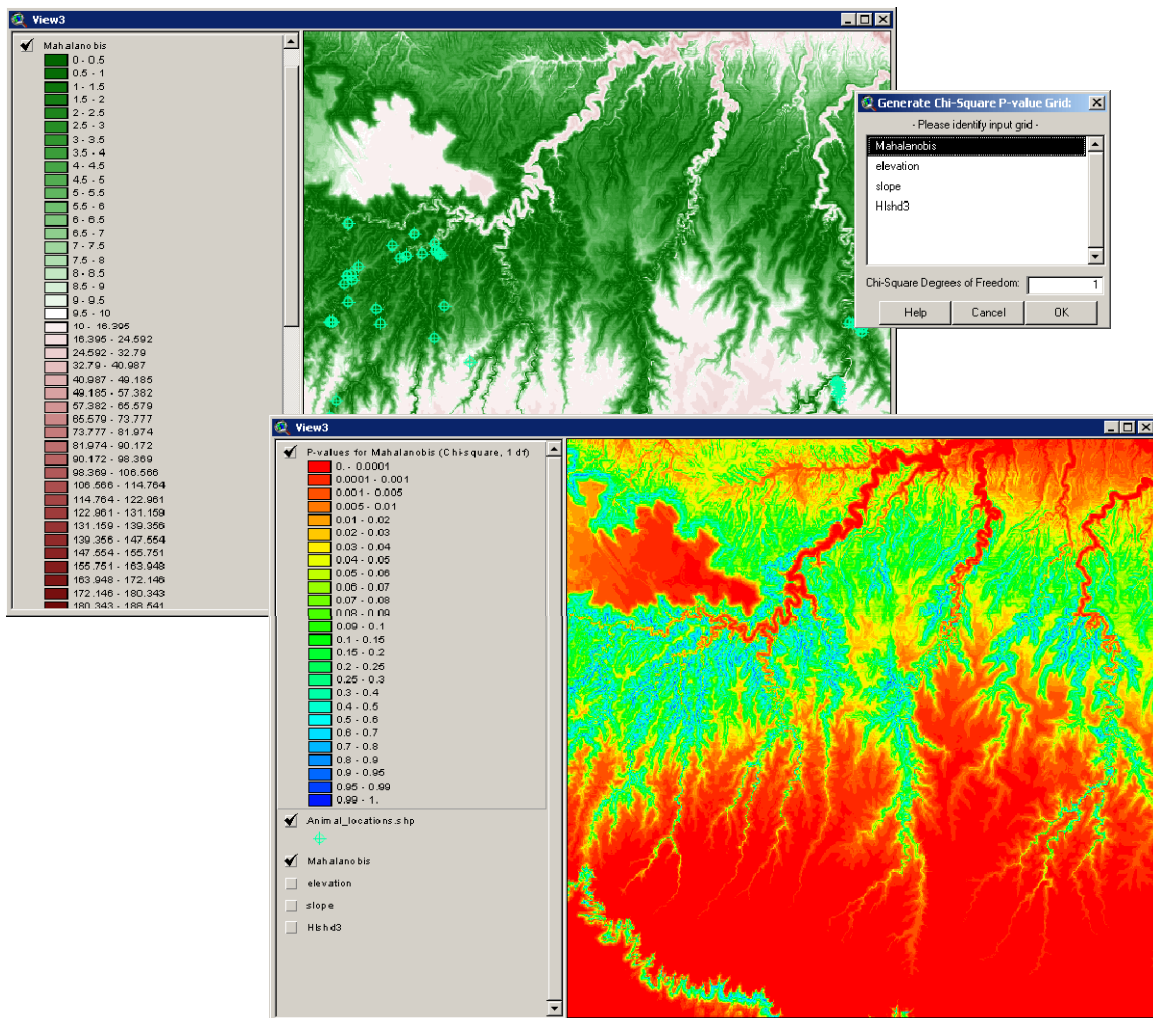 View3
Mahalanobis
0 - 0.5
0.5 - 1
1 - 1.5
1.5 - 2
2 - 2.5
2.5 - 3
3 - 3.5
3.5 - 4
4 - 4.5
4.5 - 5
5 - 5.5
5.5 - 6
6 - 6.5
6.5 - 7
7 - 7.5
7.5 - 8
8 - 8.5
8.5 - 9
9 - 9.5
9.5 - 10
10 - 16.395
16.395 - 24.592
24.592 - 32.79
32.79 - 40.987
40.987 - 49.185
49.185 - 57.382
57.382 - 65.579
65.579 - 73.777
73.777 - 81.974
81.974 - 90.172
90.172 - 98.369
98.369 - 106.566
106.566 - 114.764
114.764 - 122.961
122.961 - 131.159
131.159 - 139.356
139.356 - 147.554
147.554 - 155.751
155.751 - 163.948
163.948 - 172.146
172.146 - 180.343
180.343 - 188.541
Generate Chi-Square P-value Grid:
- Please identify input grid -
Mahalanobis
elevation
slope
Hlshd3
Chi-Square Degrees of Freedom: 1
Help Cancel OK
View3
P-values for Mahalanobis (Chi-square, 1 df)
0. - 0.0001
0.0001 - 0.001
0.001 - 0.005
0.005 - 0.01
0.01 - 0.02
0.02 - 0.03
0.03 - 0.04
0.04 - 0.05
0.05 - 0.06
0.06 - 0.07
0.07 - 0.08
0.08 - 0.09
0.09 - 0.1
0.1 - 0.15
0.15 - 0.2
0.2 - 0.25
0.25 - 0.3
0.3 - 0.4
0.4 - 0.5
0.5 - 0.6
0.6 - 0.7
0.7 - 0.8
0.8 - 0.9
0.9 - 0.95
0.95 - 0.99
0.99 - 1.
Animal_locations.shp
Mahalanobis
elevation
slope
Hlshd3